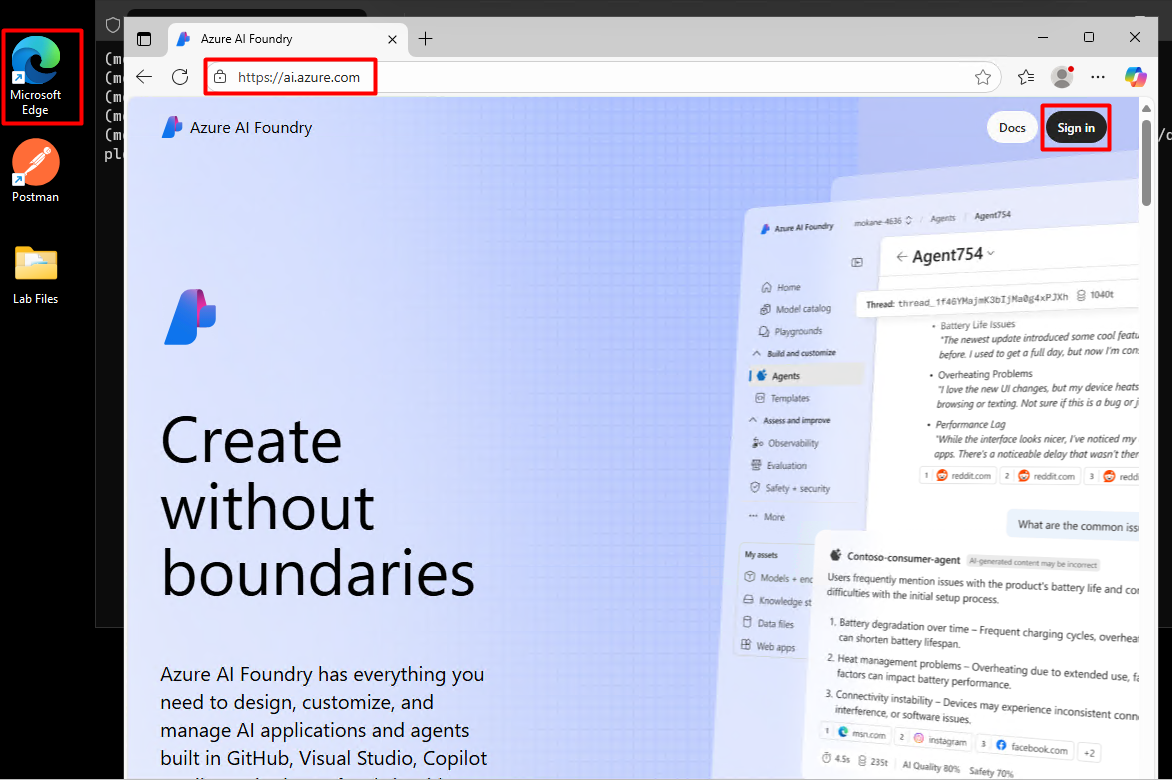 Microsoft
Edge
Postman
Lab Files
(m
(m
(m
(m
(m
pl
Azure AI Foundry
https://ai.azure.com
Azure AI Foundry
Docs
Sign in
Create
without
boundaries
Azure AI Foundry has everything you
need to design, customize, and
manage AI applications and agents
built in GitHub, Visual Studio, Copilot
Azure AI Foundry
mokane-4636 / Agents / Agent754
Home
Model catalog
Playgrounds
Build and customize
Agents
Templates
Assess and improve
Observability
Evaluation
Safety + security
More
My assets
Models + en
Knowledge st
Data files
Web apps
Agent754
Thread: thread_1f46YMajmK3bIjMa0g4xPJXh 1040t
• Battery Life Issues
"The newest update introduced some cool featu
before. I used to get a full day, but now I'm con
• Overheating Problems
"I love the new UI changes, but my device heats
browsing or texting. Not sure if this is a bug or j
• Performance Lag
"While the interface looks nicer, I've noticed my
apps. There's a noticeable delay that wasn't ther
1 reddit.com 2 reddit.com 3 redd
What are the common iss
Contoso-consumer-agent AI-generated content may be incorrect
Users frequently mention issues with the product's battery life and co
difficulties with the initial setup process.
1. Battery degradation over time – Frequent charging cycles, overhea
can shorten battery lifespan.
2. Heat management problems – Overheating due to extended use, fa
factors can impact battery performance.
3. Connectivity instability – Devices may experience inconsistent conn
interference, or software issues.
1 msn.com 2 instagram 3 facebook.com +2
4.5s 235t AI Quality 80% Safety 70%